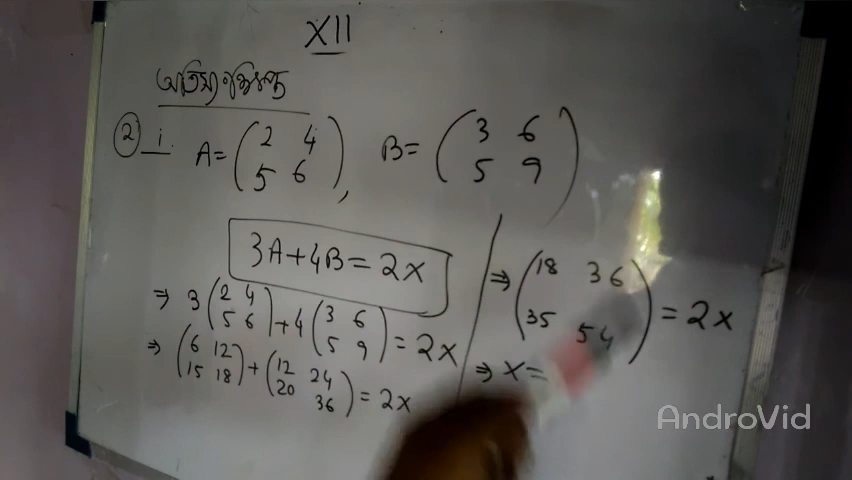 XII
② i. A = (2 4 5 6), B = (3 6 5 9)
3A+4B=2x
⇒ 3 (2 4 5 6) + 4 (3 6 5 9) = 2x
⇒ (6 12 15 18) + (12 24 20 36) = 2x
⇒ (18 36 35 54) = 2x
⇒ x =
AndroVid